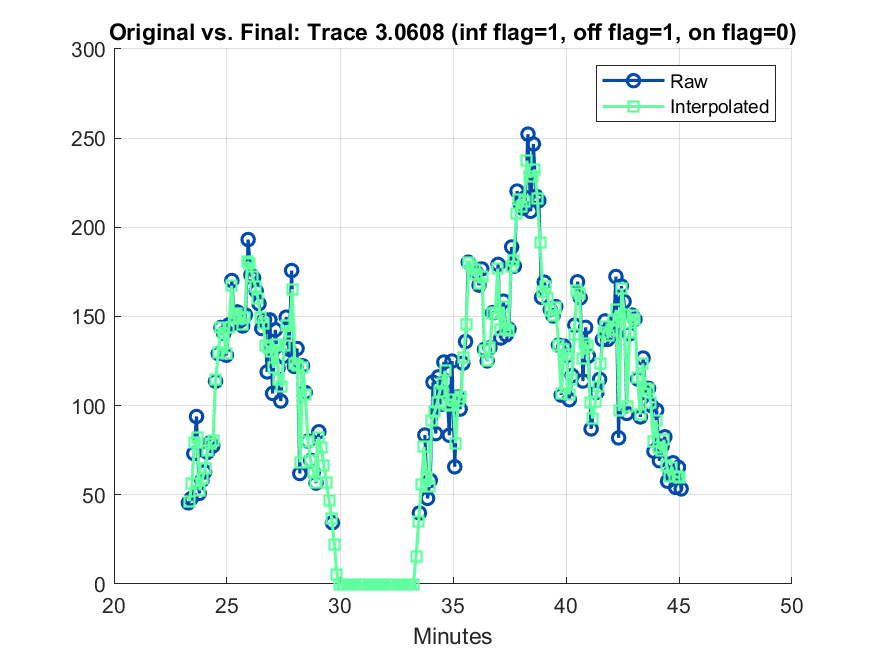 Original vs. Final: Trace 3.0608 (inf flag=1, off flag=1, on flag=0)
300
250
200
150
100
50
0
Raw
Interpolated
20 25 30 35 40 45 50
Minutes